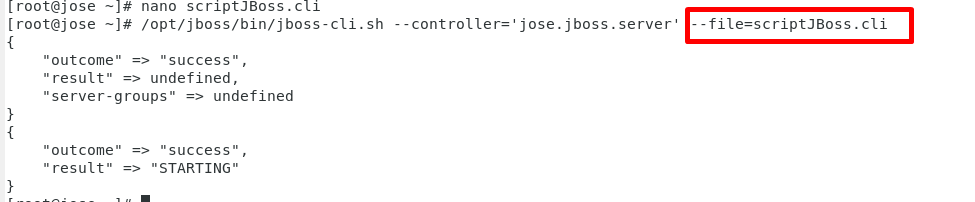 [root@jose ~]# nano scriptJBoss.cli
[root@jose ~]# /opt/jboss/bin/jboss-cli.sh --controller='jose.jboss.server' --file=scriptJBoss.cli
{
    "outcome" => "success",
    "result" => undefined,
    "server-groups" => undefined
}
{
    "outcome" => "success",
    "result" => "STARTING"
}
[root@jose ~]#